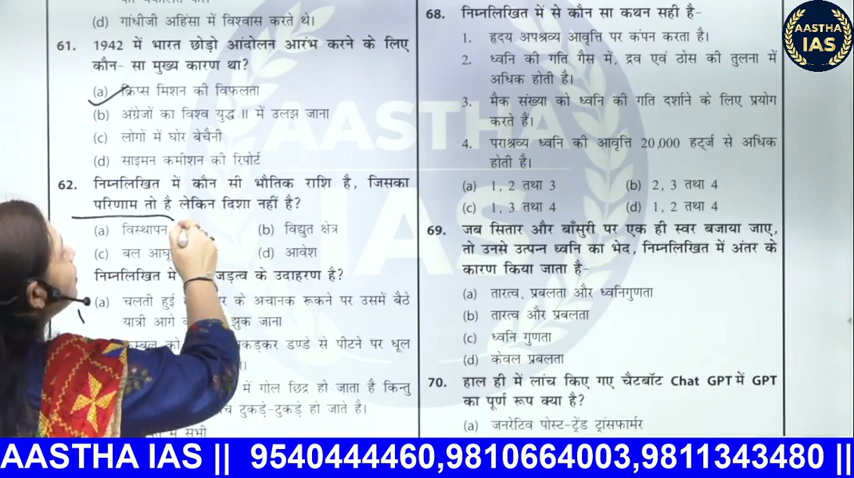 (d) गांधीजी अहिंसा में विश्वास करते थे।
61. 1942 में भारत छोड़ो आंदोलन आरंभ करने के लिए
कौन- सा मुख्य कारण था?
(a) क्रिप्स मिशन की विफलता
(b) अंग्रेजों का विश्व युद्ध II में उलझ जाना
(c) लोगों में घोर बेचैनी
(d) साइमन कमीशन की रिपोर्ट
62. निम्नलिखित में कौन सी भौतिक राशि है, जिसका
परिणाम तो है लेकिन दिशा नहीं है?
(a) विस्थापन (b) विद्युत क्षेत्र
(c) बल आघू (d) आवेश
निम्नलिखित में जड़त्व के उदाहरण है?
(a) चलती हुई के अचानक रूकने पर उसमें बैठे
यात्री आगे झुक जाना
को डण्डे से पीटने पर धूल
में गोल छिद्र हो जाता है किन्तु
टुकड़े-टुकड़े हो जाते है।
सभी
68. निम्नलिखित में से कौन सा कथन सही है-
1. हृदय अपश्रव्य आवृत्ति पर कंपन करता है।
2. ध्वनि की गति गैस में, द्रव एवं ठोस की तुलना में
अधिक होती है।
3. मैक संख्या को ध्वनि की गति दर्शाने के लिए प्रयोग
करते हैं।
4. पराश्रव्य ध्वनि की आवृत्ति 20,000 हर्ट्ज से अधिक
होती है।
(a) 1, 2 तथा 3 (b) 2, 3 तथा 4
(c) 1, 3 तथा 4 (d) 1, 2 तथा 4
69. जब सितार और बाँसुरी पर एक ही स्वर बजाया जाए,
तो उनसे उत्पन्न ध्वनि का भेद, निम्नलिखित में अंतर के
कारण किया जाता है-
(a) तारत्व, प्रबलता और ध्वनिगुणता
(b) तारत्व और प्रबलता
(c) ध्वनि गुणता
(d) केवल प्रबलता
70. हाल ही में लांच किए गए चैटबॉट Chat GPT में GPT
का पूर्ण रूप क्या है?
(a) जनरेटिव पोस्ट-ट्रेंड ट्रांसफार्मर
AASTHA
IAS
AASTHA
IAS
AASTHA IAS || 9540444460,9810664003,9811343480 ||